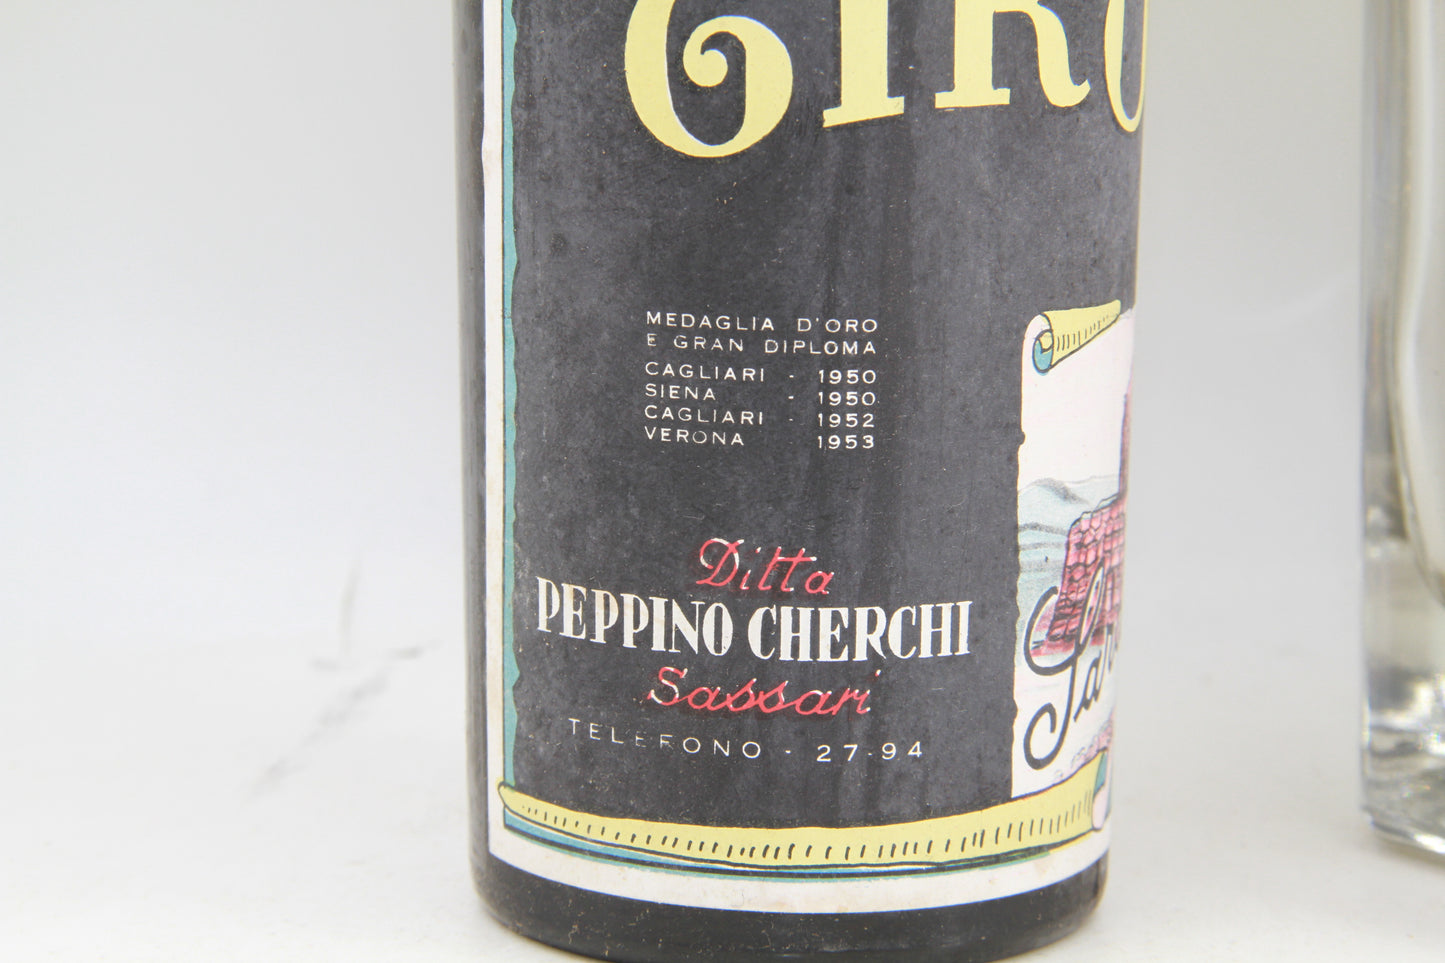 GIRO
MEDAGLIA D'ORO
E GRAN DIPLOMA
CAGLIARI - 1950
SIENA - 1950
CAGLIARI - 1952
VERONA - 1953
Ditta
PEPPINO CHERCHI
Sassari
TELEFONO - 27-94